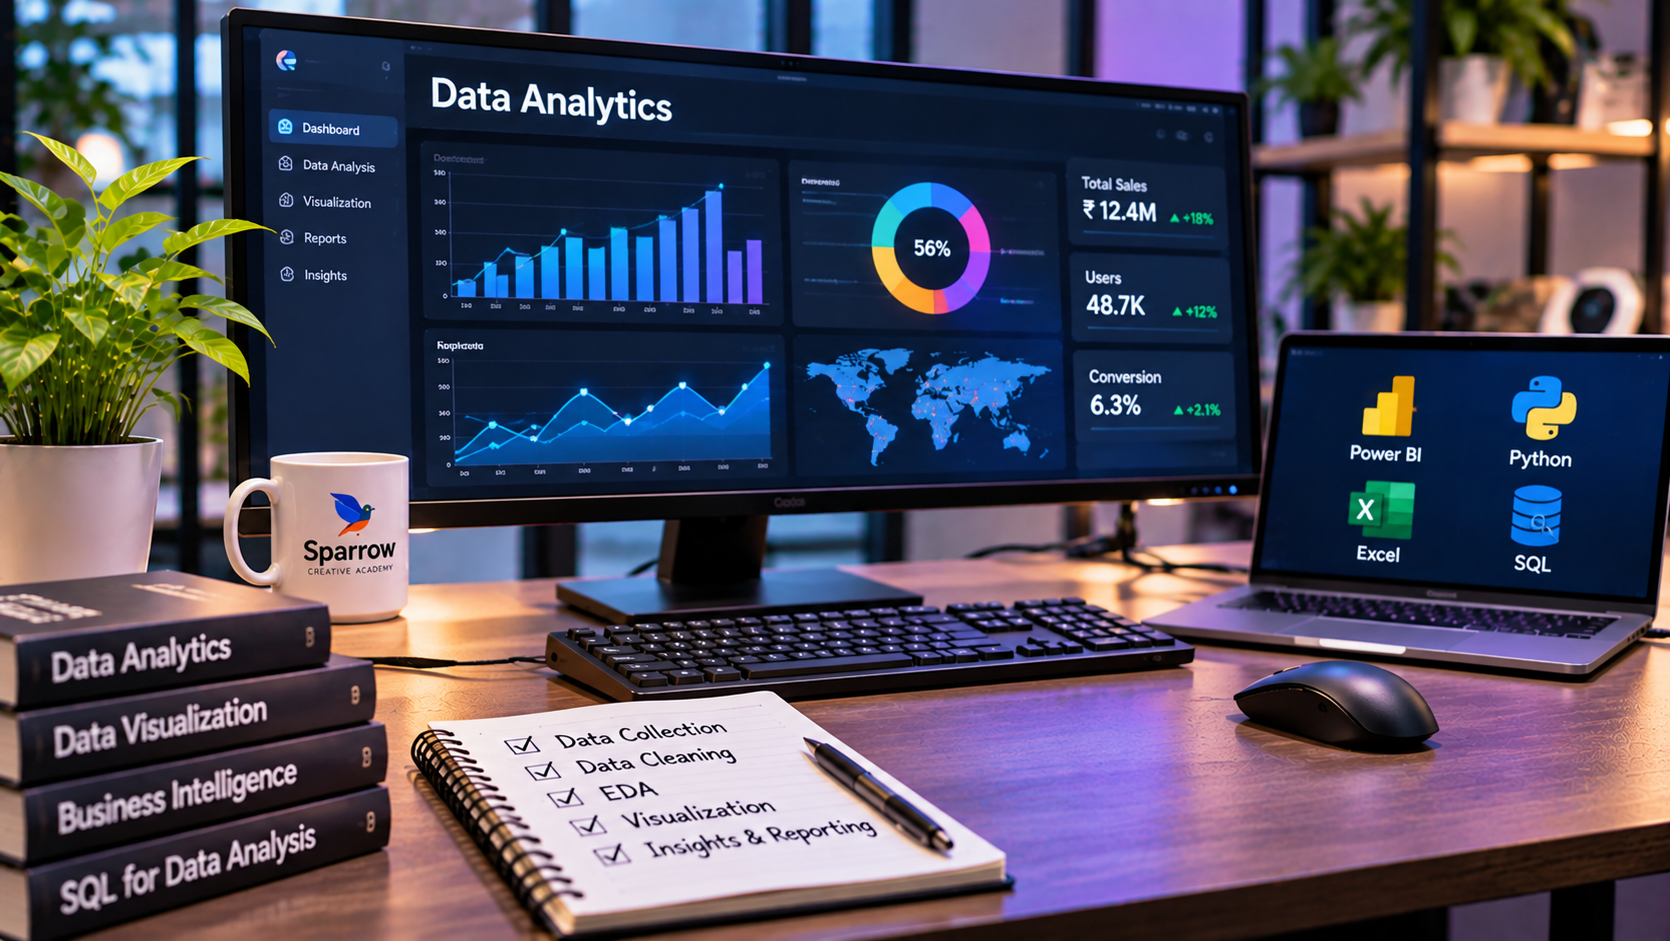 Data Analytics
Dashboard
Data Analysis
Visualization
Reports
Insights
56%
Total Sales
₹ 12.4M ▲ +18%
Users
48.7K ▲ +12%
Conversion
6.3% ▲ +2.1%
Power BI
Python
Excel
SQL
Sparrow
CREATIVE ACADEMY
Data Analytics
Data Visualization
Business Intelligence
SQL for Data Analysis
Data Collection
Data Cleaning
EDA
Visualization
Insights & Reporting